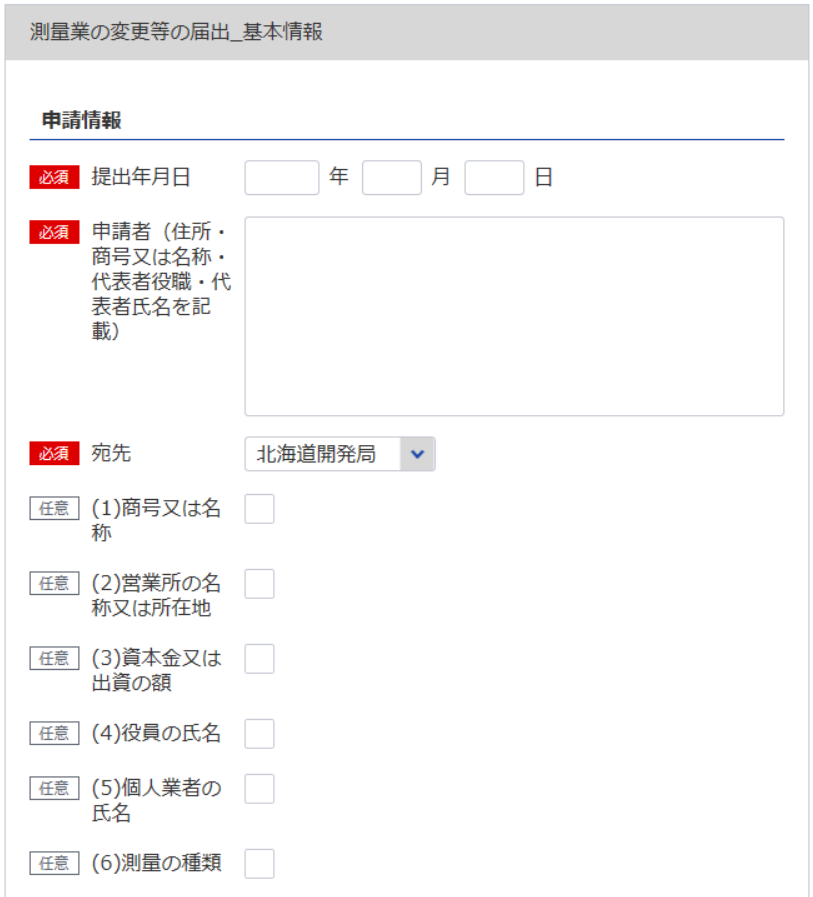 測量業の変更等の届出_基本情報
申請情報
必須 提出年月日 年 月 日
必須 申請者（住所・
商号又は名称・
代表者役職・代
表者氏名を記
載）
必須 宛先 北海道開発局
任意 (1)商号又は名
称
任意 (2)営業所の名
称又は所在地
任意 (3)資本金又は
出資の額
任意 (4)役員の氏名
任意 (5)個人業者の
氏名
任意 (6)測量の種類